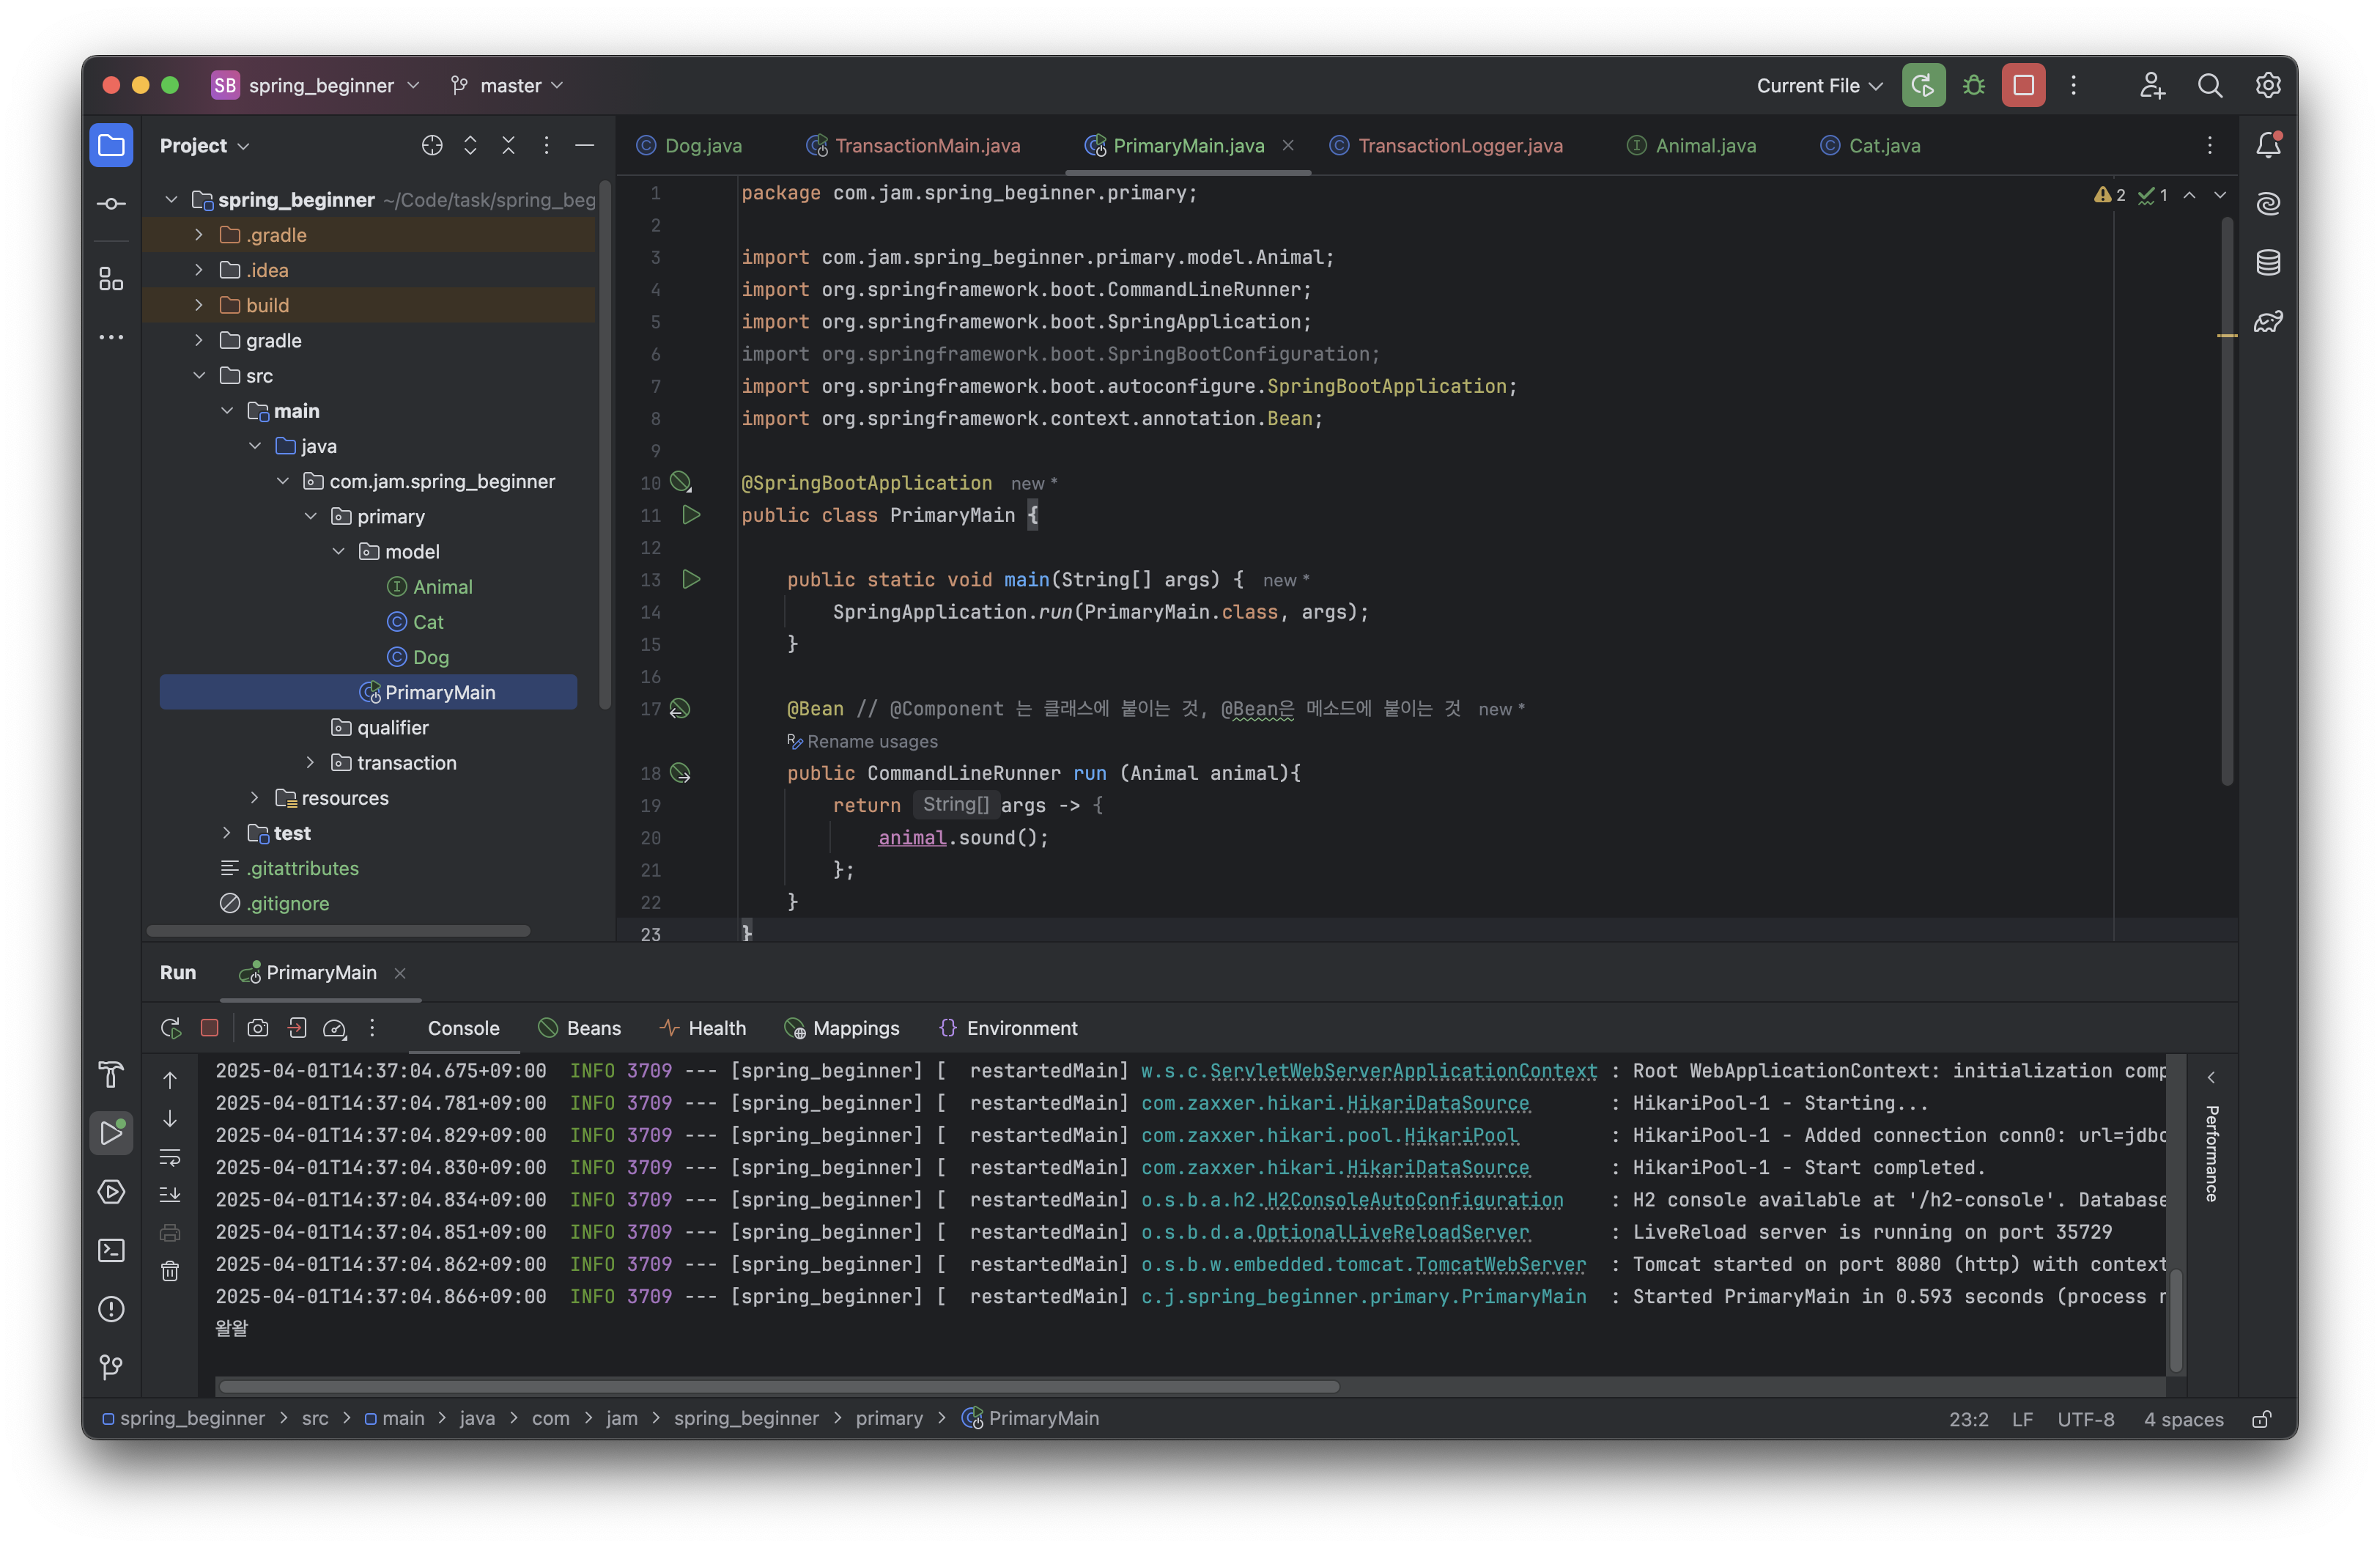 SB spring_beginner master Current File
Project
Dog.java TransactionMain.java PrimaryMain.java TransactionLogger.java Animal.java Cat.java
spring_beginner ~/Code/task/spring_beg
.gradle
.idea
build
gradle
src
main
java
com.jam.spring_beginner
primary
model
I Animal
C Cat
C Dog
PrimaryMain
qualifier
transaction
resources
test
.gitattributes
.gitignore
2 1
1 package com.jam.spring_beginner.primary;
2
3 import com.jam.spring_beginner.primary.model.Animal;
4 import org.springframework.boot.CommandLineRunner;
5 import org.springframework.boot.SpringApplication;
6 import org.springframework.boot.SpringBootConfiguration;
7 import org.springframework.boot.autoconfigure.SpringBootApplication;
8 import org.springframework.context.annotation.Bean;
9
10 @SpringBootApplication new *
11 public class PrimaryMain {
12
13 public static void main(String[] args) { new *
14 SpringApplication.run(PrimaryMain.class, args);
15 }
16
17 @Bean // @Component 는 클래스에 붙이는 것, @Bean은 메소드에 붙이는 것 new *
Rename usages
18 public CommandLineRunner run (Animal animal){
19 return String[] args -> {
20 animal.sound();
21 };
22 }
23 }
Run PrimaryMain
Console Beans Health Mappings Environment
2025-04-01T14:37:04.675+09:00 INFO 3709 --- [spring_beginner] [ restartedMain] w.s.c.ServletWebServerApplicationContext : Root WebApplicationContext: initialization comp
2025-04-01T14:37:04.781+09:00 INFO 3709 --- [spring_beginner] [ restartedMain] com.zaxxer.hikari.HikariDataSource : HikariPool-1 - Starting...
2025-04-01T14:37:04.829+09:00 INFO 3709 --- [spring_beginner] [ restartedMain] com.zaxxer.hikari.pool.HikariPool : HikariPool-1 - Added connection conn0: url=jdbc
2025-04-01T14:37:04.830+09:00 INFO 3709 --- [spring_beginner] [ restartedMain] com.zaxxer.hikari.HikariDataSource : HikariPool-1 - Start completed.
2025-04-01T14:37:04.834+09:00 INFO 3709 --- [spring_beginner] [ restartedMain] o.s.b.a.h2.H2ConsoleAutoConfiguration : H2 console available at '/h2-console'. Database
2025-04-01T14:37:04.851+09:00 INFO 3709 --- [spring_beginner] [ restartedMain] o.s.b.d.a.OptionalLiveReloadServer : LiveReload server is running on port 35729
2025-04-01T14:37:04.862+09:00 INFO 3709 --- [spring_beginner] [ restartedMain] o.s.b.w.embedded.tomcat.TomcatWebServer : Tomcat started on port 8080 (http) with context
2025-04-01T14:37:04.866+09:00 INFO 3709 --- [spring_beginner] [ restartedMain] c.j.spring_beginner.primary.PrimaryMain : Started PrimaryMain in 0.593 seconds (process r
왈왈
Performance
spring_beginner > src > main > java > com > jam > spring_beginner > primary > PrimaryMain 23:2 LF UTF-8 4 spaces